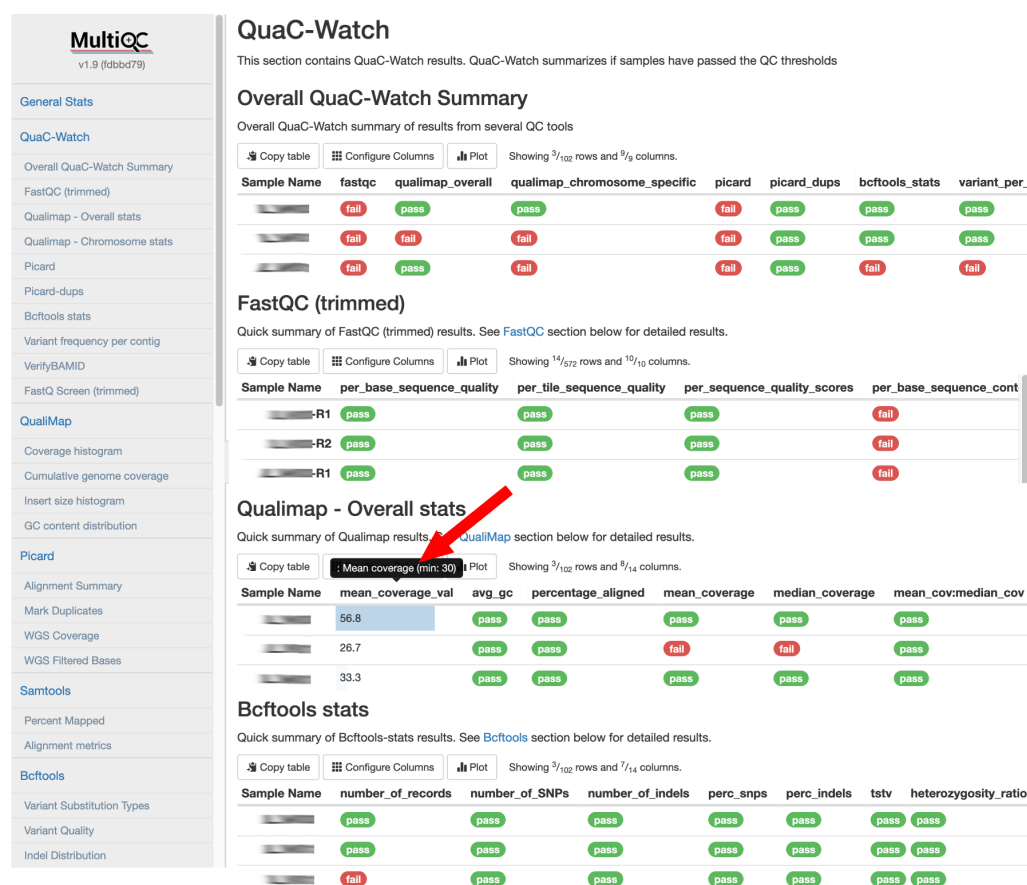 MultiQC
v1.9 (fdbbd79)
General Stats
QuaC-Watch
Overall QuaC-Watch Summary
FastQC (trimmed)
Qualimap - Overall stats
Qualimap - Chromosome stats
Picard
Picard-dups
Bcftools stats
Variant frequency per contig
VerifyBAMID
FastQ Screen (trimmed)
QualiMap
Coverage histogram
Cumulative genome coverage
Insert size histogram
GC content distribution
Picard
Alignment Summary
Mark Duplicates
WGS Coverage
WGS Filtered Bases
Samtools
Percent Mapped
Alignment metrics
Bcftools
Variant Substitution Types
Variant Quality
Indel Distribution
QuaC-Watch
This section contains QuaC-Watch results. QuaC-Watch summarizes if samples have passed the QC thresholds
Overall QuaC-Watch Summary
Overall QuaC-Watch summary of results from several QC tools
Copy table Configure Columns Plot Showing 3/102 rows and 9/9 columns.
Sample Name fastqc qualimap_overall qualimap_chromosome_specific picard picard_dups bcftools_stats variant_per_
fail pass pass fail pass pass pass
fail fail fail fail pass pass pass
fail pass fail fail pass fail fail
FastQC (trimmed)
Quick summary of FastQC (trimmed) results. See FastQC section below for detailed results.
Copy table Configure Columns Plot Showing 14/572 rows and 10/10 columns.
Sample Name per_base_sequence_quality per_tile_sequence_quality per_sequence_quality_scores per_base_sequence_cont
-R1 pass pass pass fail
-R2 pass pass pass fail
-R1 pass pass pass fail
Qualimap - Overall stats
Quick summary of Qualimap results. QualiMap section below for detailed results.
Copy table : Mean coverage (min: 30) Plot Showing 3/102 rows and 8/14 columns.
Sample Name mean_coverage_val avg_gc percentage_aligned mean_coverage median_coverage mean_cov:median_cov
56.8 pass pass pass pass pass
26.7 pass pass fail fail pass
33.3 pass pass pass pass pass
Bcftools stats
Quick summary of Bcftools-stats results. See Bcftools section below for detailed results.
Copy table Configure Columns Plot Showing 3/102 rows and 7/14 columns.
Sample Name number_of_records number_of_SNPs number_of_indels perc_snps perc_indels tstv heterozygosity_ratio
pass pass pass pass pass pass pass
pass pass pass pass pass pass pass
fail pass pass pass pass pass pass